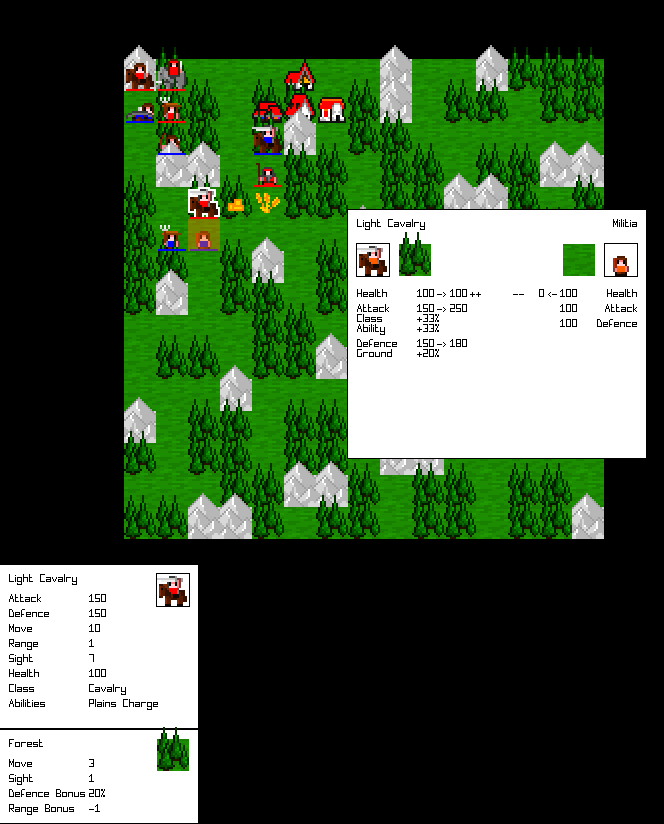 Light Cavalry Militia
Health 100 -> 100 ++ -- 0 <- 100 Health
Attack 150 -> 250 100 Attack
Class +33% 100 Defence
Ability +33%
Defence 150 -> 180
Ground +20%
Light Cavalry
Attack 150
Defence 150
Move 10
Range 1
Sight 7
Health 100
Class Cavalry
Abilities Plains Charge
Forest
Move 3
Sight 1
Defence Bonus 20%
Range Bonus -1